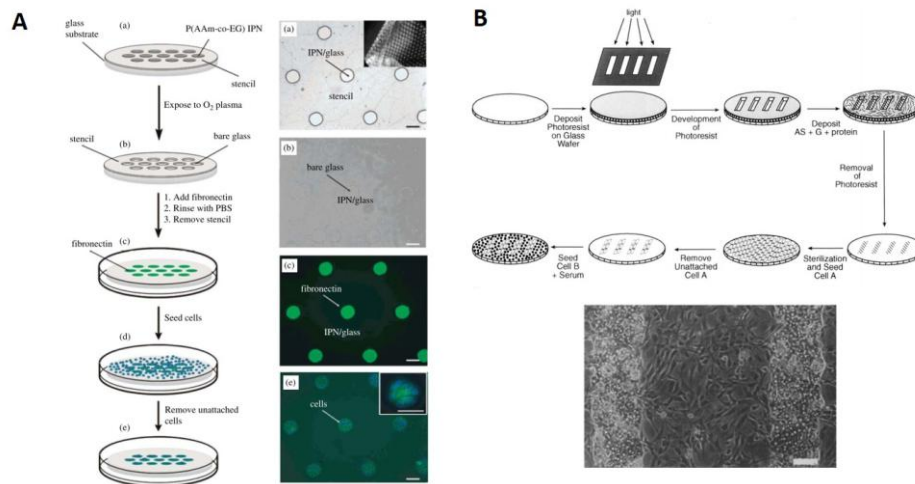 A
(a)
glass
substrate
P(AAm-co-EG) IPN
stencil
Expose to O2 plasma
stencil
(b)
bare glass
1. Add fibronectin
2. Rinse with PBS
3. Remove stencil
fibronectin
(c)
Seed cells
(d)
Remove unattached
cells
(e)
(a)
IPN/glass
stencil
(b)
bare glass
IPN/glass
(c)
fibronectin
IPN/glass
(e)
cells
B
light
Deposit
Photoresist
on Glass
Wafer
Development
of
Photoresist
Deposit
AS + G + protein
Removal
of
Photoresist
Sterilization
and Seed
Cell A
Remove
Unattached
Cell A
Seed
Cell B
+ Serum